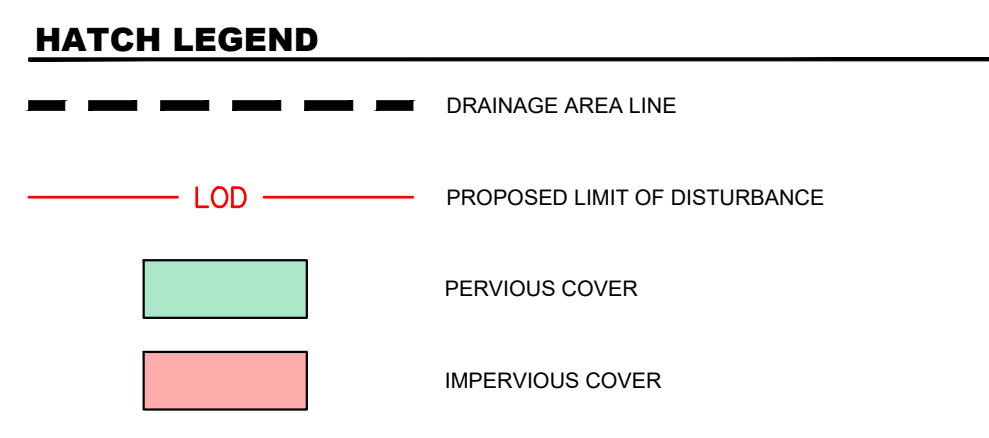 HATCH LEGEND
DRAINAGE AREA LINE
LOD PROPOSED LIMIT OF DISTURBANCE
PERVIOUS COVER
IMPERVIOUS COVER